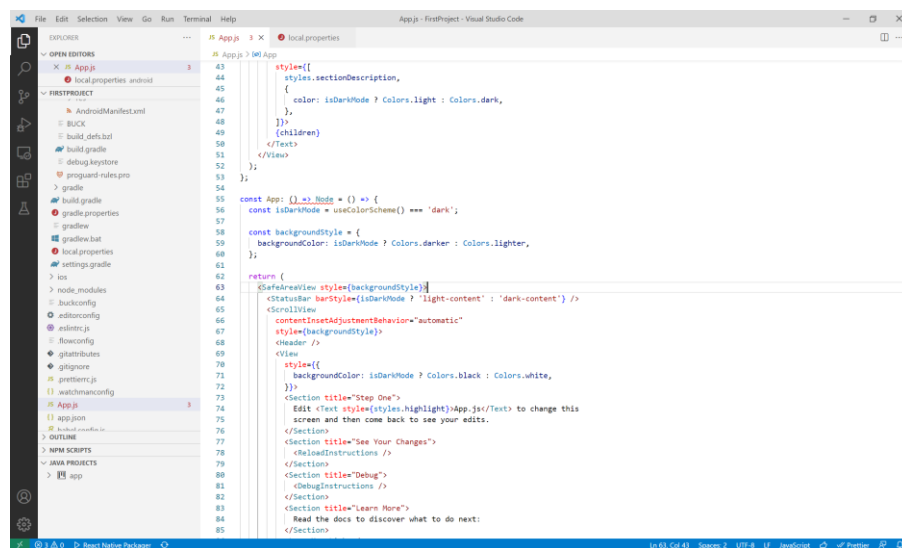 File Edit Selection View Go Run Terminal Help App.js - FirstProject - Visual Studio Code
EXPLORER
OPEN EDITORS
JS App.js 3
local.properties android
FIRSTPROJECT
AndroidManifest.xml
BUCK
build_defs.bzl
build.gradle
debug.keystore
proguard-rules.pro
gradle
build.gradle
gradle.properties
gradlew
gradlew.bat
local.properties
settings.gradle
ios
node_modules
.buckconfig
.editorconfig
.eslintrc.js
.flowconfig
.gitattributes
.gitignore
JS .prettierrc.js
{} .watchmanconfig
JS App.js 3
{} app.json
OUTLINE
NPM SCRIPTS
JAVA PROJECTS
app
JS App.js 3 local.properties
JS App.js > App
43 style={[
44 styles.sectionDescription,
45 {
46 color: isDarkMode ? Colors.light : Colors.dark,
47 },
48 ]}>
49 {children}
50 </Text>
51 </View>
52 );
53 };
54
55 const App: () => Node = () => {
56 const isDarkMode = useColorScheme() === 'dark';
57
58 const backgroundStyle = {
59 backgroundColor: isDarkMode ? Colors.darker : Colors.lighter,
60 };
61
62 return (
63 <SafeAreaView style={backgroundStyle}>
64 <StatusBar barStyle={isDarkMode ? 'light-content' : 'dark-content'} />
65 <ScrollView
66 contentInsetAdjustmentBehavior="automatic"
67 style={backgroundStyle}>
68 <Header />
69 <View
70 style={{
71 backgroundColor: isDarkMode ? Colors.black : Colors.white,
72 }}>
73 <Section title="Step One">
74 Edit <Text style={styles.highlight}>App.js</Text> to change this
75 screen and then come back to see your edits.
76 </Section>
77 <Section title="See Your Changes">
78 <ReloadInstructions />
79 </Section>
80 <Section title="Debug">
81 <DebugInstructions />
82 </Section>
83 <Section title="Learn More">
84 Read the docs to discover what to do next:
85 </Section>
3 0 React Native Packager Ln 63, Col 43 Spaces: 2 UTF-8 LF JavaScript Prettier